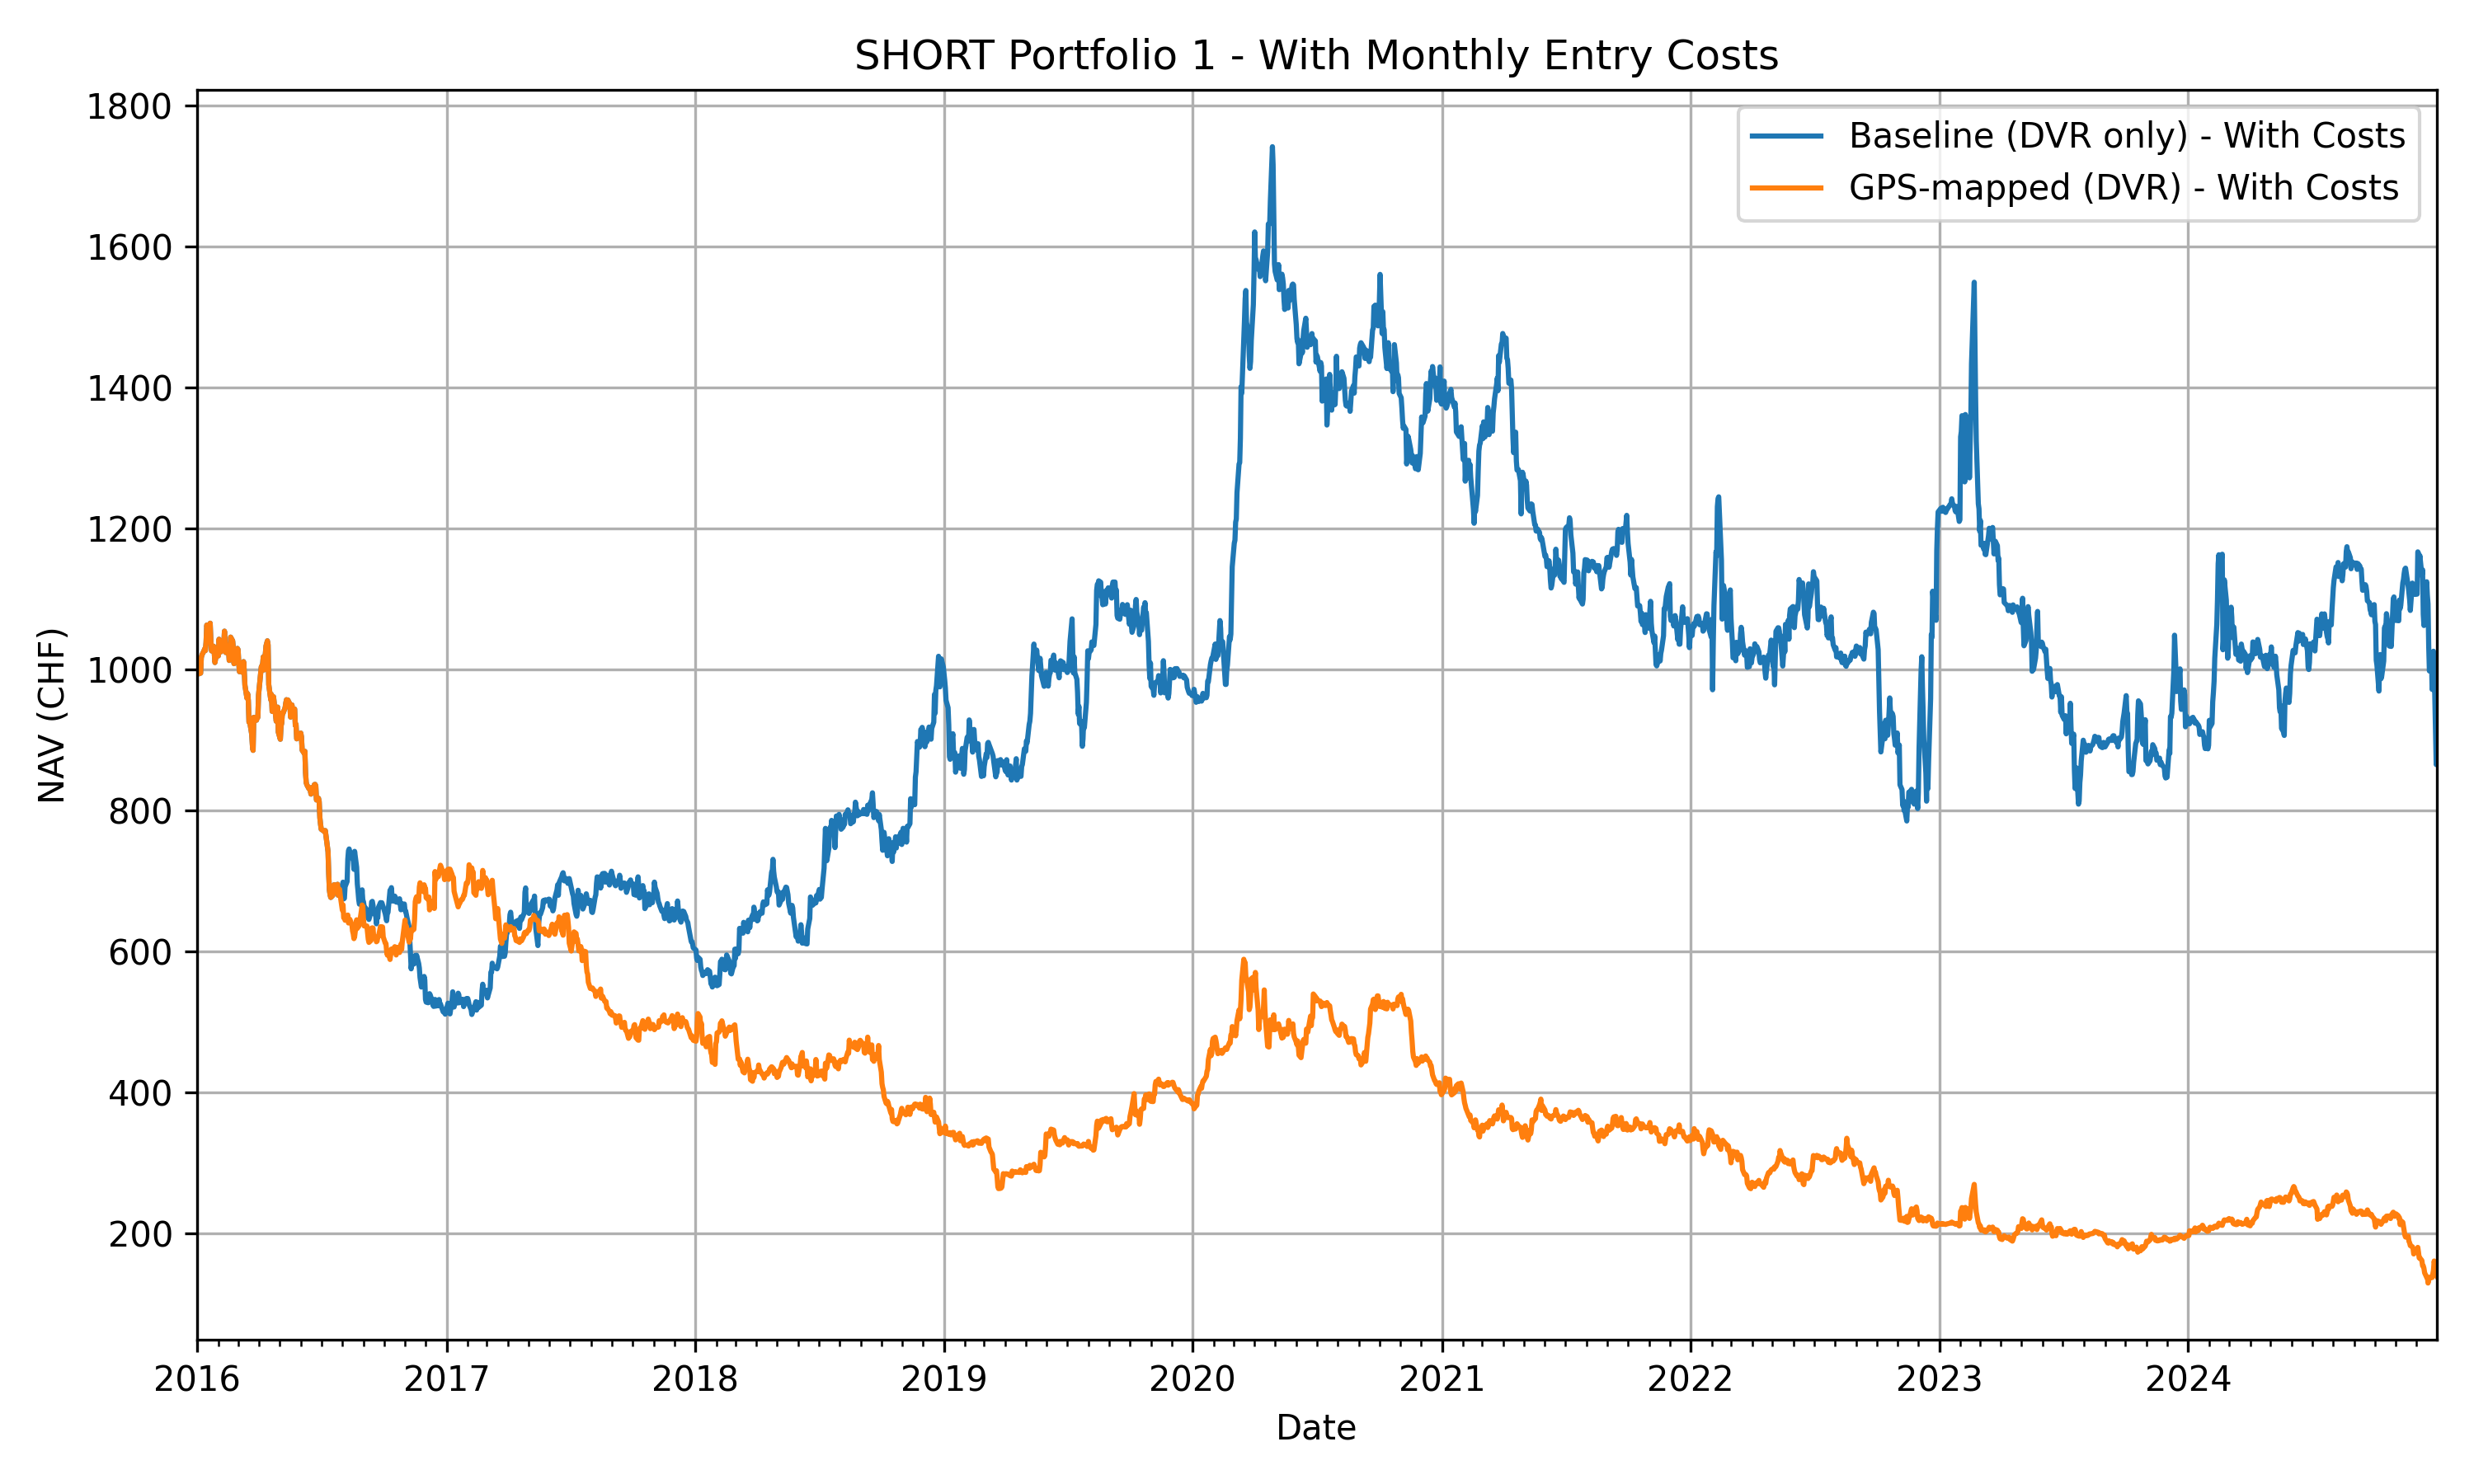 SHORT Portfolio 1 - With Monthly Entry Costs
Baseline (DVR only) - With Costs
GPS-mapped (DVR) - With Costs
NAV (CHF)
1800
1600
1400
1200
1000
800
600
400
200
2016 2017 2018 2019 2020 2021 2022 2023 2024
Date